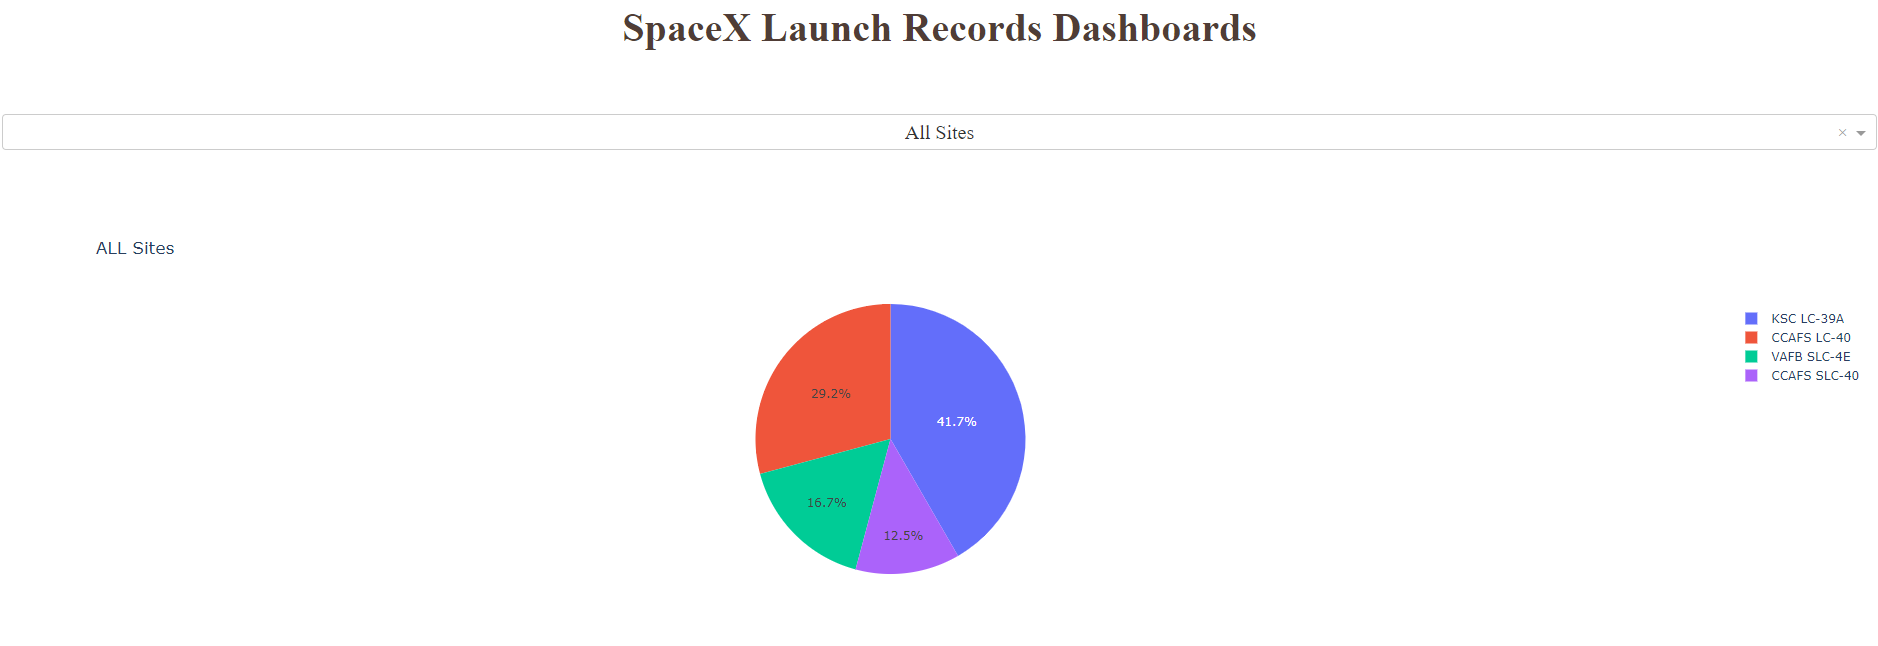 SpaceX Launch Records Dashboards
All Sites
ALL Sites
KSC LC-39A
CCAFS LC-40
VAFB SLC-4E
CCAFS SLC-40
29.2%
41.7%
16.7%
12.5%